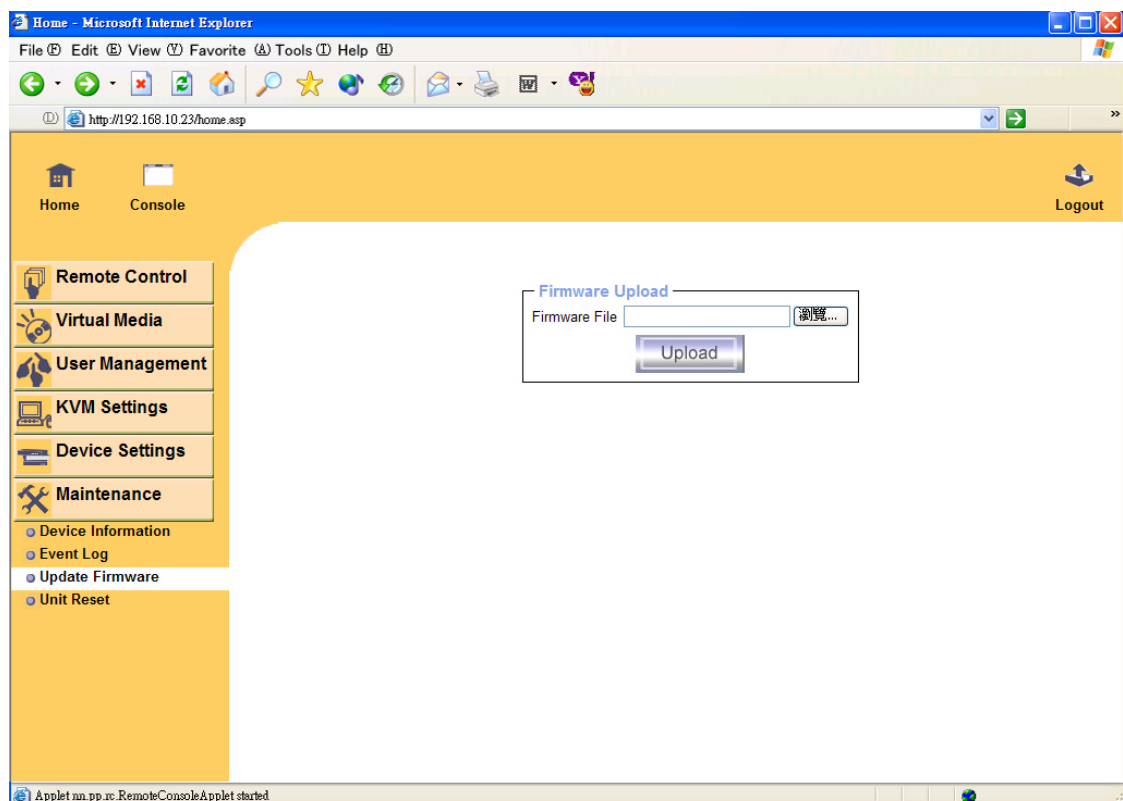 Home - Microsoft Internet Explorer
File(F) Edit (E) View (V) Favorite (A) Tools(T) Help (H)
(D) http://192.168.10.23/home.asp
»
Home
Console
Logout
Remote Control
Virtual Media
User Management
KVM Settings
Device Settings
Maintenance
Device Information
Event Log
Update Firmware
Unit Reset
Firmware Upload
Firmware File
瀏覽...
Upload
Applet nn.pp.rc.RemoteConsoleApplet started